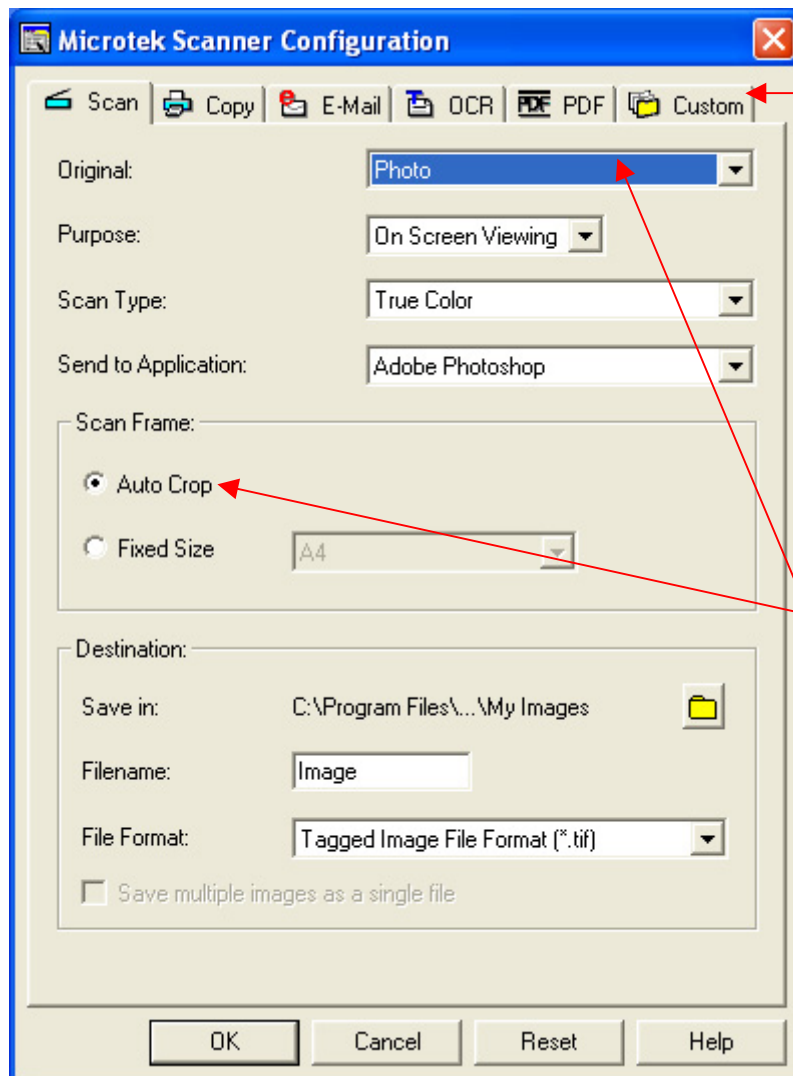 Microtek Scanner Configuration
Scan Copy E-Mail OCR PDF PDF Custom
Original: Photo
Purpose: On Screen Viewing
Scan Type: True Color
Send to Application: Adobe Photoshop
Scan Frame:
Auto Crop
Fixed Size A4
Destination:
Save in: C:\Program Files\...\My Images
Filename: Image
File Format: Tagged Image File Format (*.tif)
Save multiple images as a single file
OK Cancel Reset Help